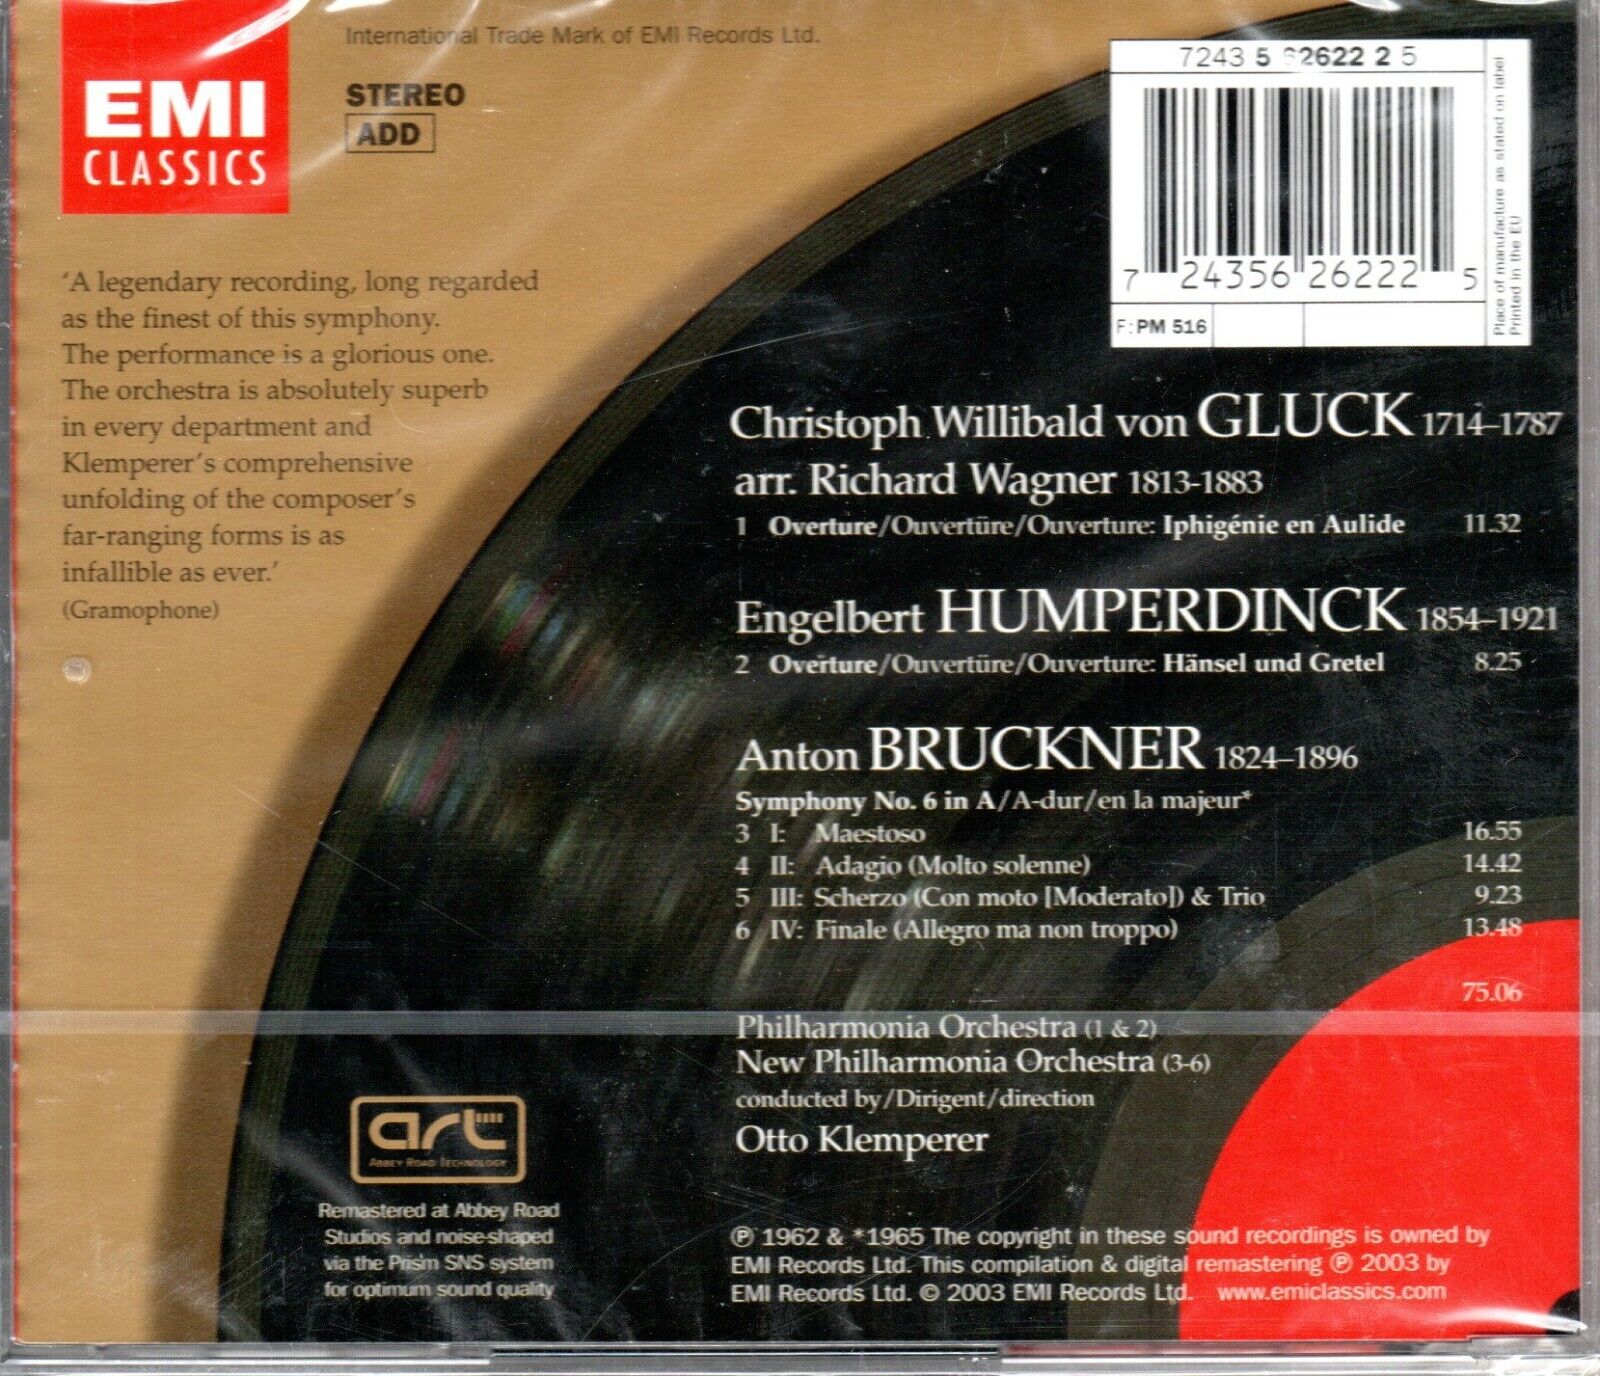 EMI
CLASSICS
International Trade Mark of EMI Records Ltd.
STEREO
ADD
'A legendary recording, long regarded
as the finest of this symphony.
The performance is a glorious one.
The orchestra is absolutely superb
in every department and
Klemperer's comprehensive
unfolding of the composer's
far-ranging forms is as
infallible as ever.'
(Gramophone)
7243 5 62622 2 5
7 24356 26222 5
F: PM 516
Place of manufacture as stated on label
Printed in the EU
Christoph Willibald von GLUCK 1714–1787
arr. Richard Wagner 1813-1883
1 Overture/Ouvertüre/Ouverture: Iphigénie en Aulide 11.32
Engelbert HUMPERDINCK 1854–1921
2 Overture/Ouvertüre/Ouverture: Hänsel und Gretel 8.25
Anton BRUCKNER 1824–1896
Symphony No. 6 in A/A-dur/en la majeur*
3 I: Maestoso 16.55
4 II: Adagio (Molto solenne) 14.42
5 III: Scherzo (Con moto [Moderato]) & Trio 9.23
6 IV: Finale (Allegro ma non troppo) 13.48
75.06
Philharmonia Orchestra (1 & 2)
New Philharmonia Orchestra (3-6)
conducted by/Dirigent/direction
Otto Klemperer
art
ABBEY ROAD TECHNOLOGY
Remastered at Abbey Road
Studios and noise-shaped
via the Prism SNS system
for optimum sound quality
℗ 1962 & *1965 The copyright in these sound recordings is owned by
EMI Records Ltd. This compilation & digital remastering ℗ 2003 by
EMI Records Ltd. © 2003 EMI Records Ltd. www.emiclassics.com